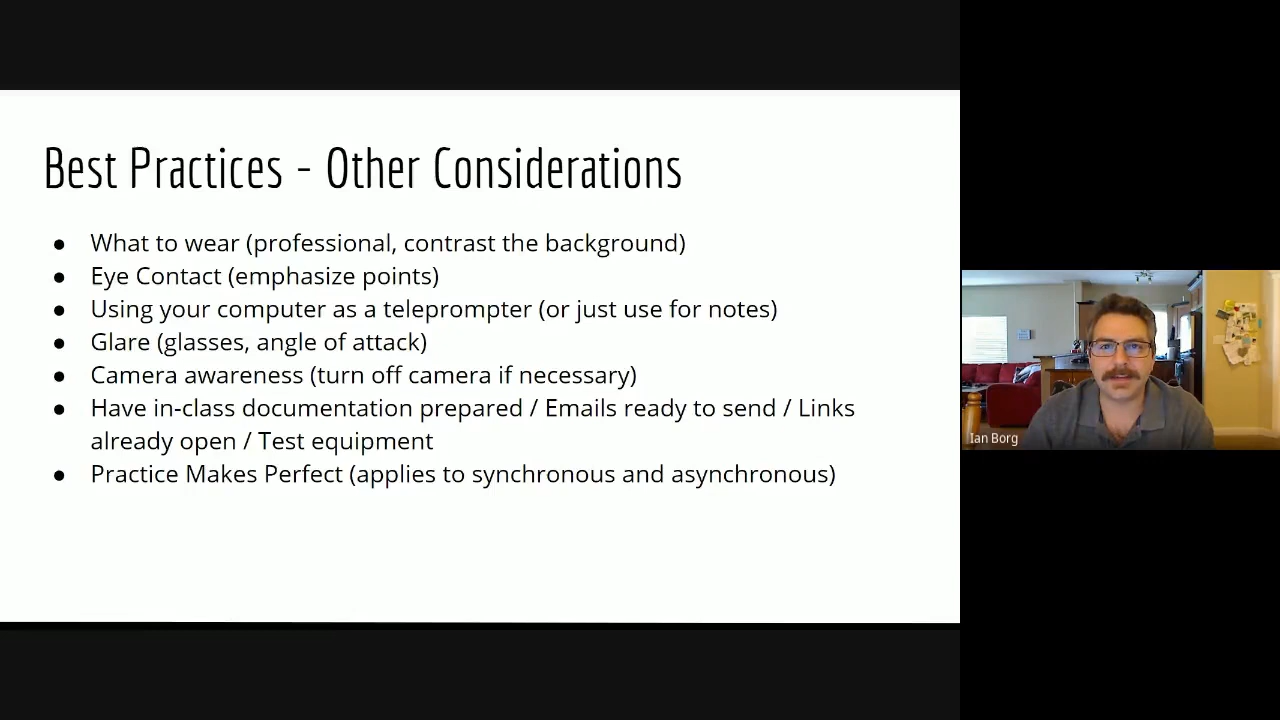 Best Practices - Other Considerations
● What to wear (professional, contrast the background)
● Eye Contact (emphasize points)
● Using your computer as a teleprompter (or just use for notes)
● Glare (glasses, angle of attack)
● Camera awareness (turn off camera if necessary)
● Have in-class documentation prepared / Emails ready to send / Links
already open / Test equipment
● Practice Makes Perfect (applies to synchronous and asynchronous)
Ian Borg